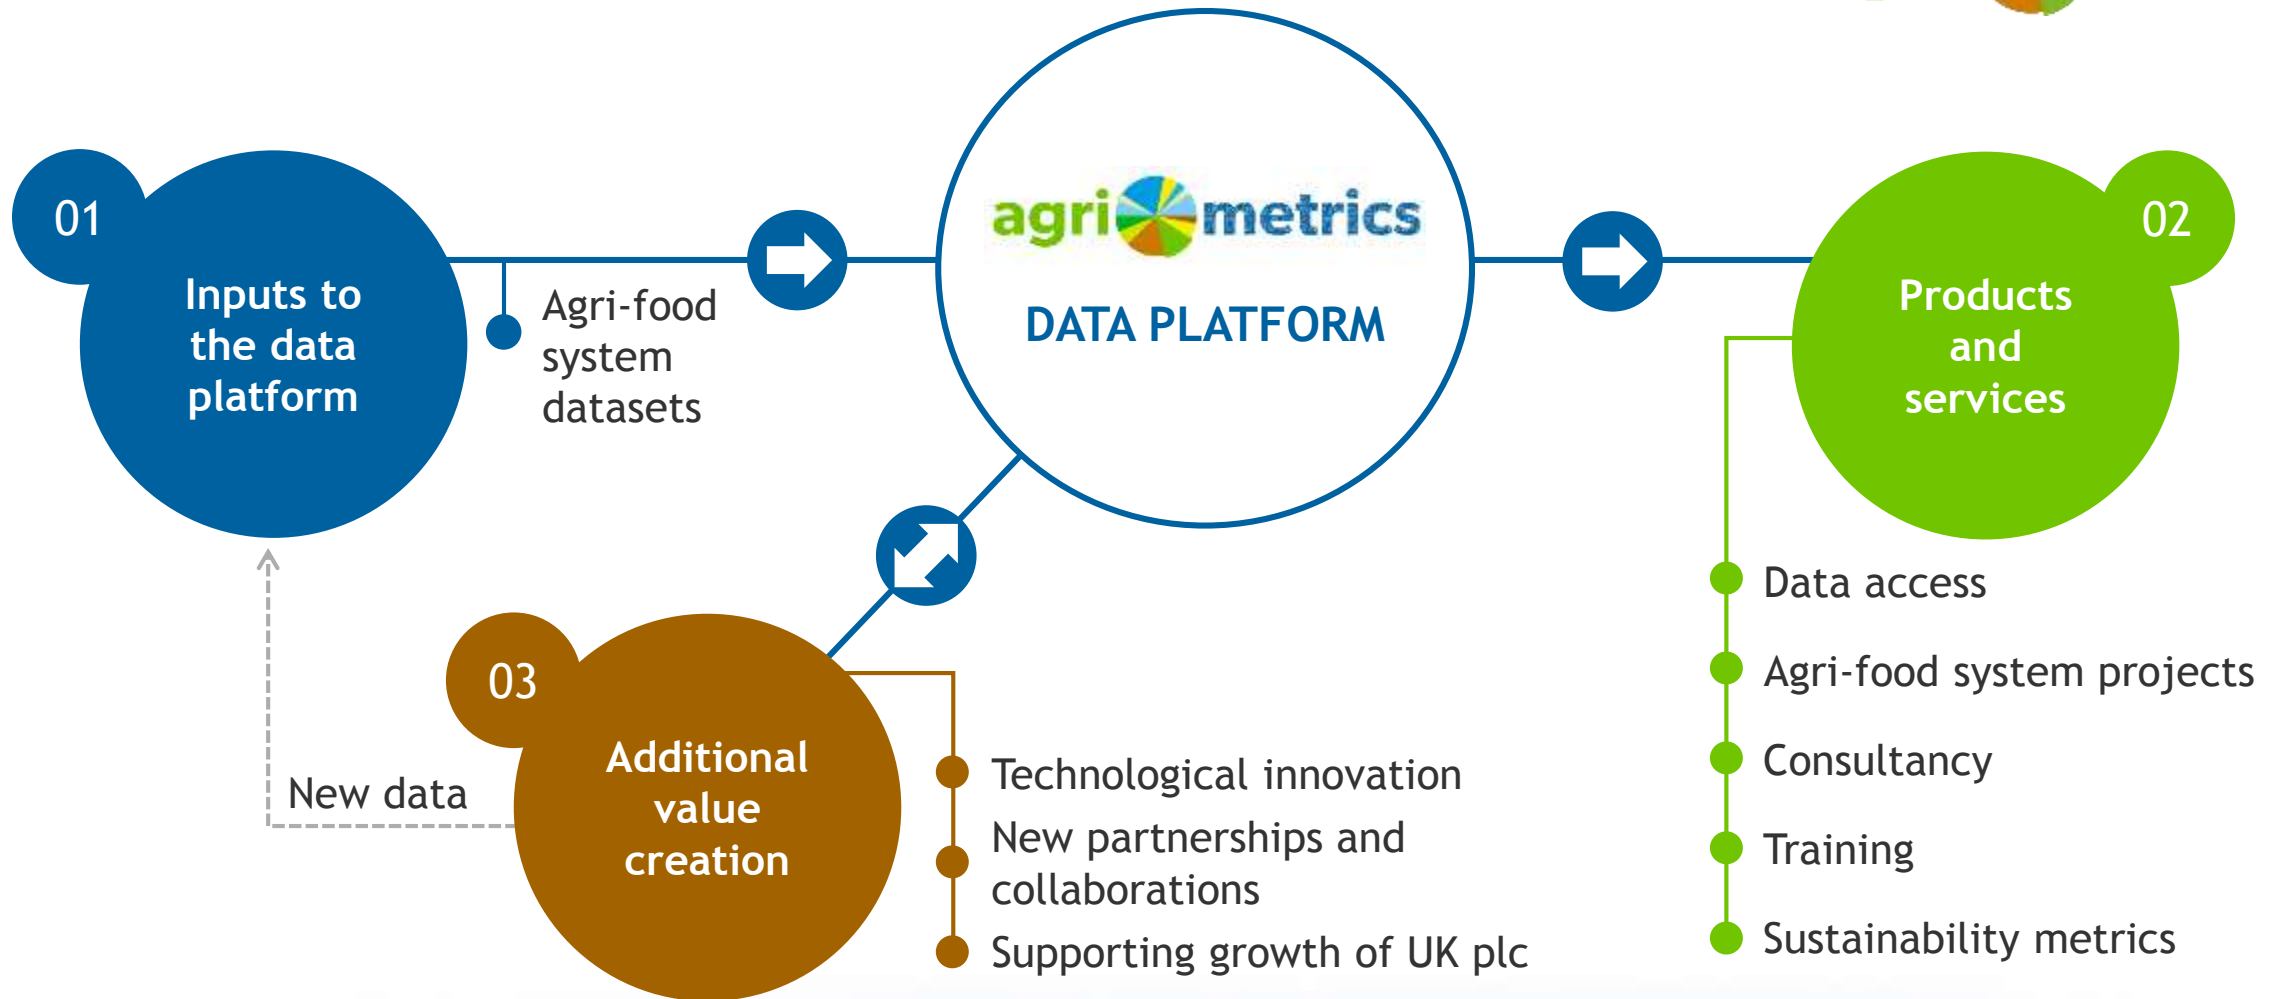 01
Inputs to
the data
platform
Agri-food
system
datasets
agri metrics
DATA PLATFORM
02
Products
and
services
Data access
Agri-food system projects
Consultancy
Training
Sustainability metrics
03
Additional
value
creation
Technological innovation
New partnerships and
collaborations
Supporting growth of UK plc
New data